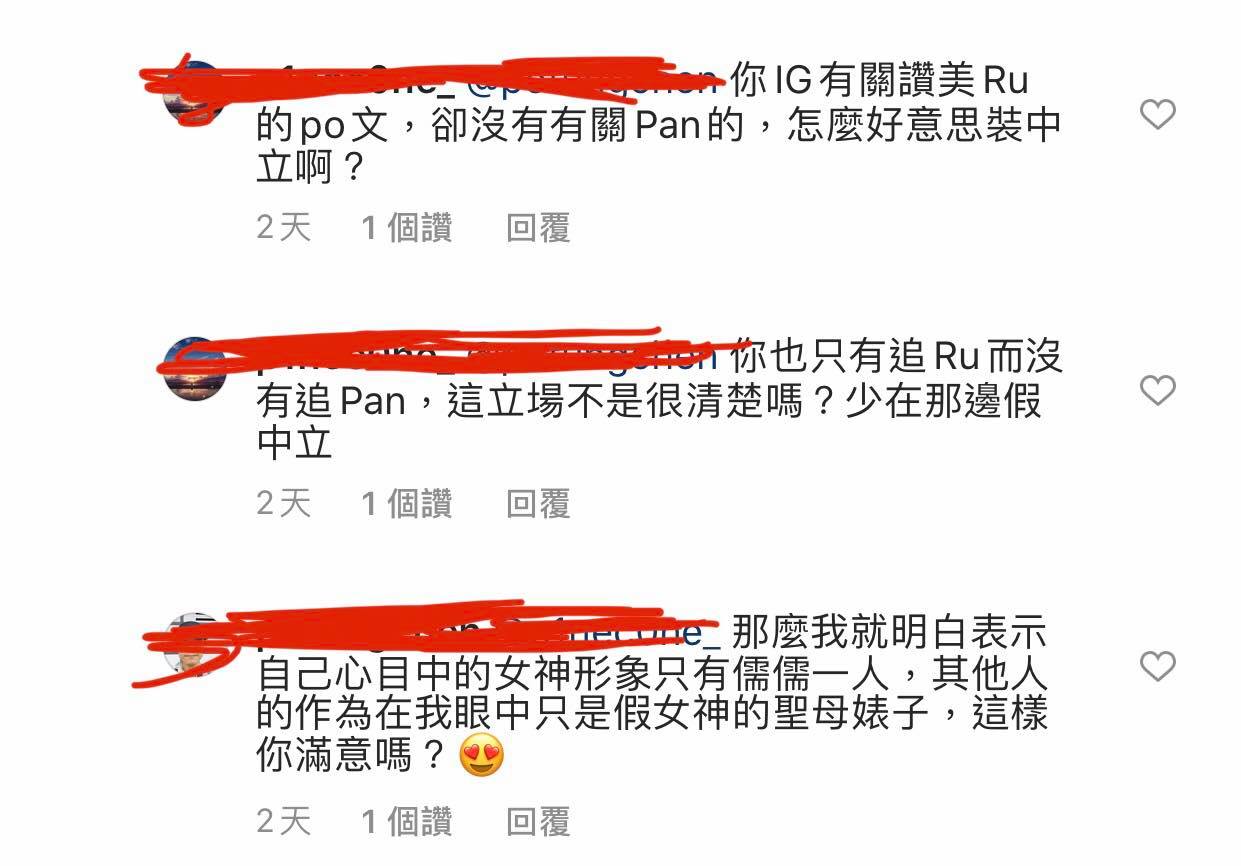 你IG有關讚美Ru
的po文，卻沒有有關Pan的，怎麼好意思裝中
立啊？
2天 1個讚 回覆
你也只有追Ru而沒
有追Pan，這立場不是很清楚嗎？少在那邊假
中立
2天 1個讚 回覆
那麼我就明白表示
自己心目中的女神形象只有儒儒一人，其他人
的作為在我眼中只是假女神的聖母婊子，這樣
你滿意嗎？😍
2天 1個讚 回覆